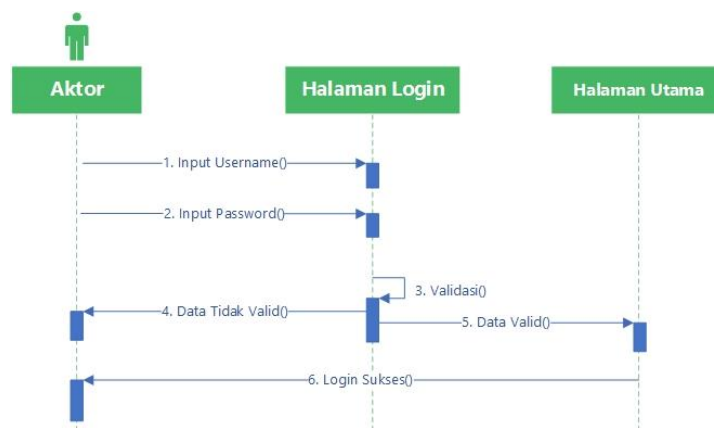 Aktor
Halaman Login
Halaman Utama
1. Input Username()
2. Input Password()
3. Validasi()
4. Data Tidak Valid()
5. Data Valid()
6. Login Sukses()